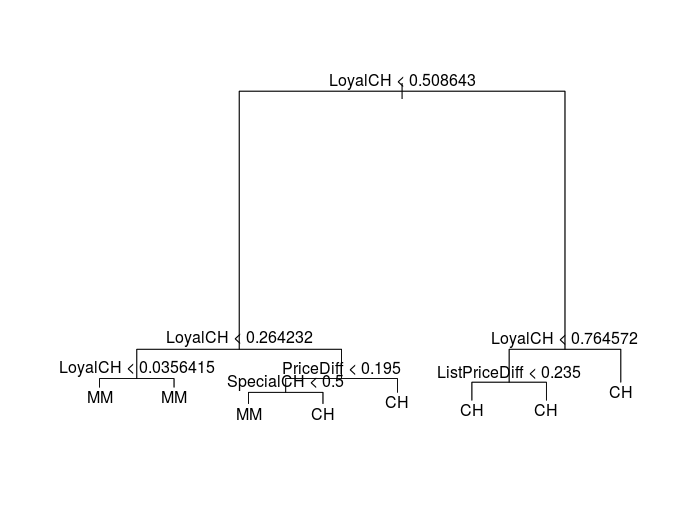 LoyalCH < 0.508643
LoyalCH < 0.264232
LoyalCH < 0.764572
LoyalCH < 0.0356415
PriceDiff < 0.195
ListPriceDiff < 0.235
SpecialCH < 0.5
MM
MM
MM
CH
CH
CH
CH
CH